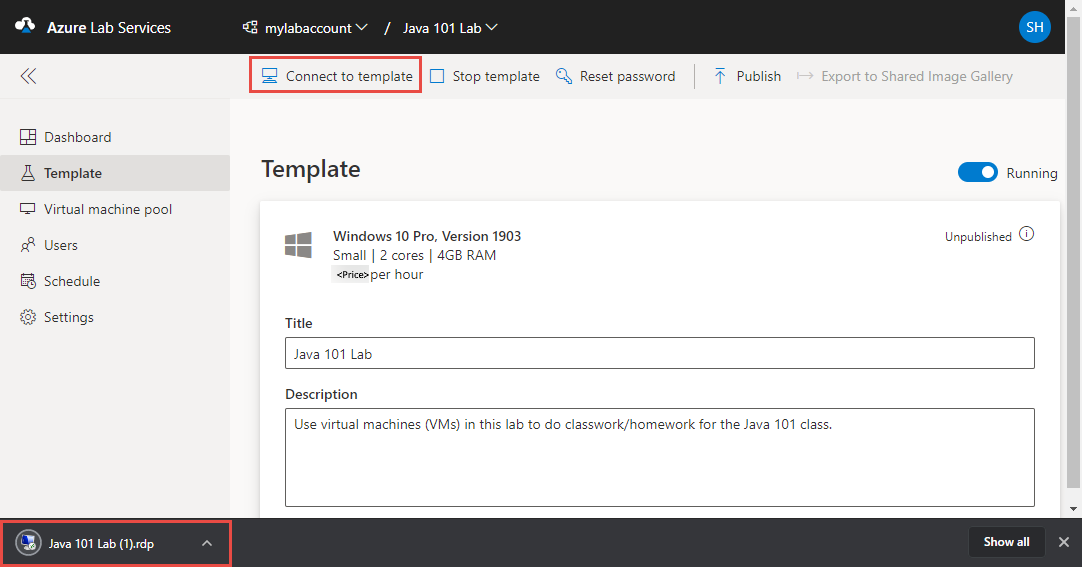 Azure Lab Services mylabaccount / Java 101 Lab SH
Connect to template Stop template Reset password Publish Export to Shared Image Gallery
Dashboard
Template
Virtual machine pool
Users
Schedule
Settings
Template
Running
Windows 10 Pro, Version 1903
Small | 2 cores | 4GB RAM
<Price> per hour
Unpublished
Title
Java 101 Lab
Description
Use virtual machines (VMs) in this lab to do classwork/homework for the Java 101 class.
Java 101 Lab (1).rdp
Show all